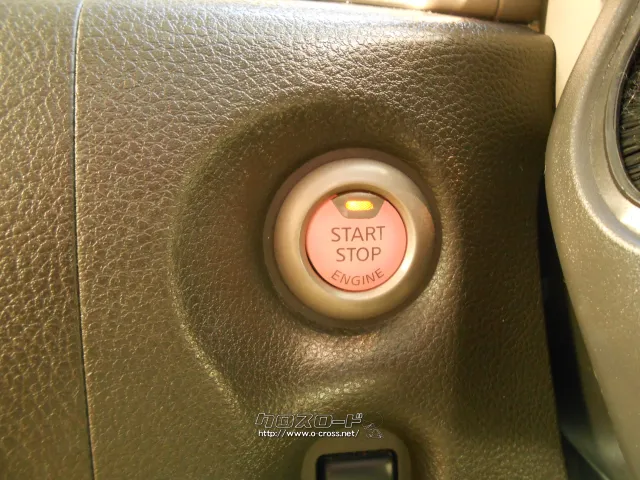 START
STOP
ENGINE
クロスロード
http://www.o-cross.net/